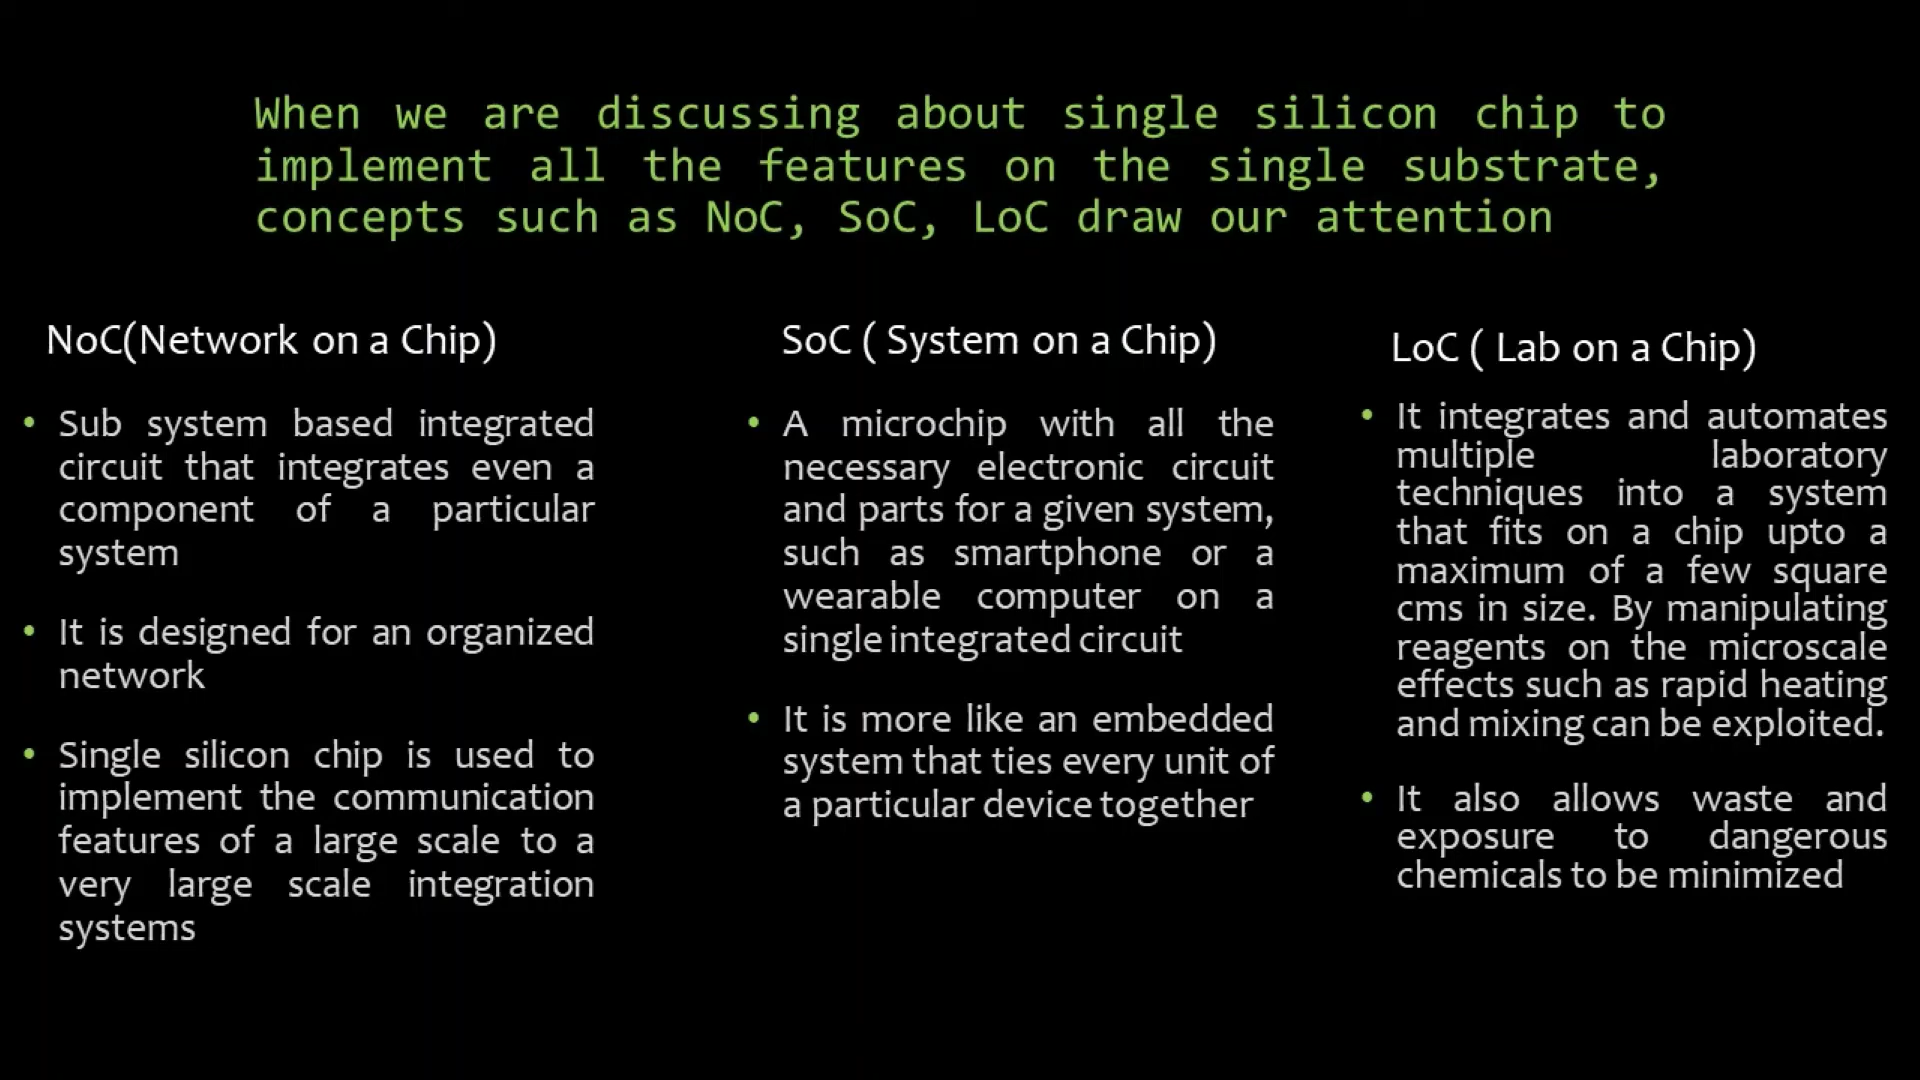 When we are discussing about single silicon chip to
implement all the features on the single substrate,
concepts such as NoC, SoC, LoC draw our attention
NoC(Network on a Chip)
• Sub system based integrated
circuit that integrates even a
component of a particular
system
• It is designed for an organized
network
• Single silicon chip is used to
implement the communication
features of a large scale to a
very large scale integration
systems
SoC ( System on a Chip)
• A microchip with all the
necessary electronic circuit
and parts for a given system,
such as smartphone or a
wearable computer on a
single integrated circuit
• It is more like an embedded
system that ties every unit of
a particular device together
LoC ( Lab on a Chip)
• It integrates and automates
multiple laboratory
techniques into a system
that fits on a chip upto a
maximum of a few square
cms in size. By manipulating
reagents on the microscale
effects such as rapid heating
and mixing can be exploited.
• It also allows waste and
exposure to dangerous
chemicals to be minimized